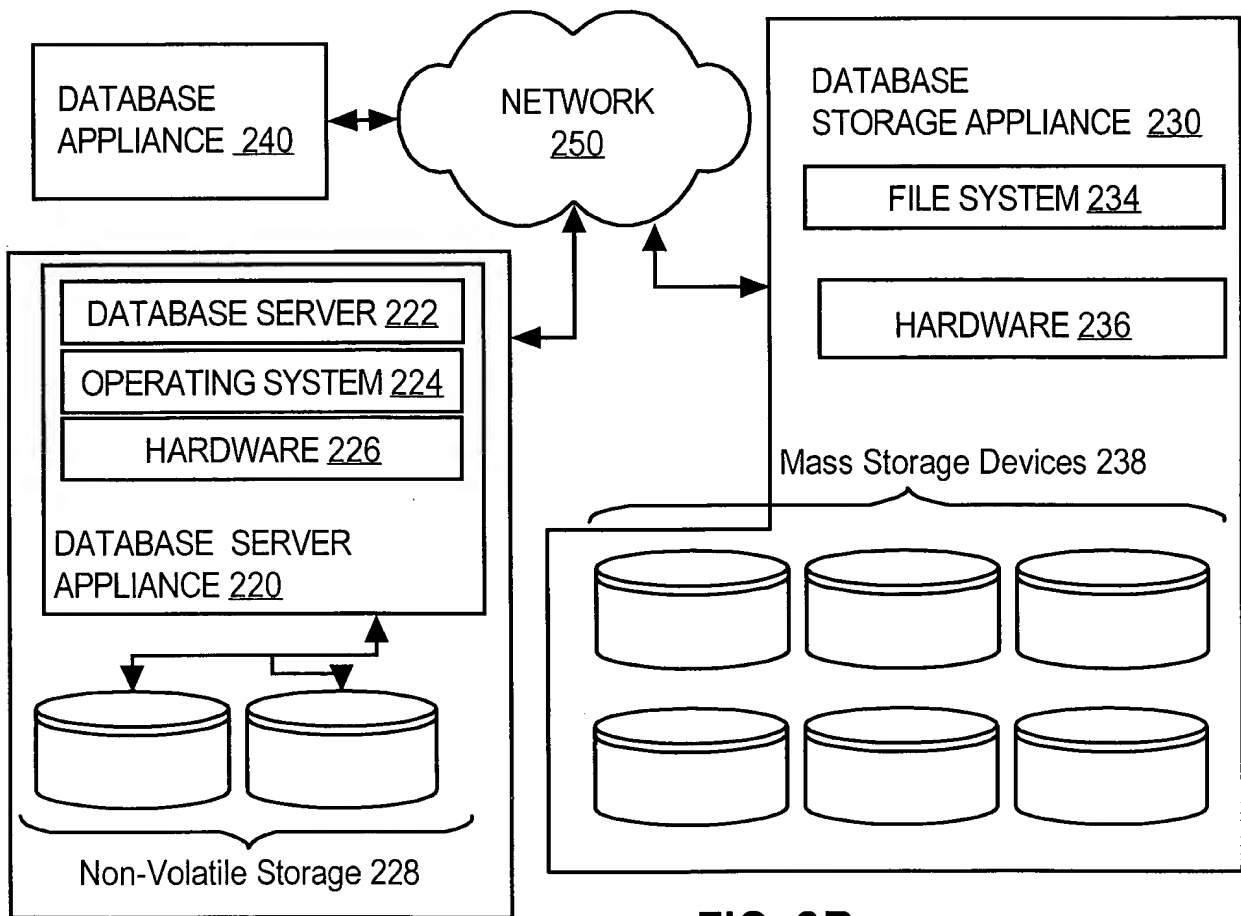 DATABASE
APPLIANCE 240
NETWORK
250
DATABASE
STORAGE APPLIANCE 230
FILE SYSTEM 234
HARDWARE 236
Mass Storage Devices 238
DATABASE SERVER 222
OPERATING SYSTEM 224
HARDWARE 226
DATABASE SERVER
APPLIANCE 220
Non-Volatile Storage 228